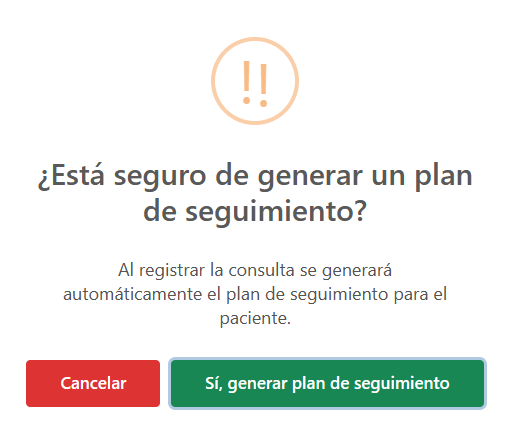 !!
¿Está seguro de generar un plan
de seguimiento?
Al registrar la consulta se generará
automáticamente el plan de seguimiento para el
paciente.
Cancelar
Sí, generar plan de seguimiento